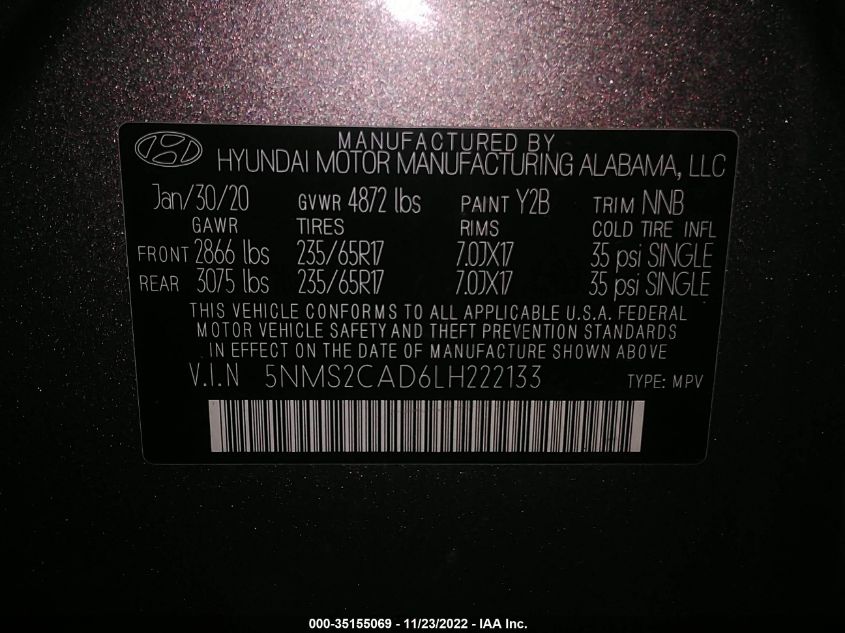 MANUFACTURED BY
HYUNDAI MOTOR MANUFACTURING ALABAMA, LLC
Jan/30/20 GVWR 4872 lbs PAINT Y2B TRIM NNB
GAWR TIRES RIMS COLD TIRE INFL
FRONT 2866 lbs 235/65R17 7.0JX17 35 psi SINGLE
REAR 3075 lbs 235/65R17 7.0JX17 35 psi SINGLE
THIS VEHICLE CONFORMS TO ALL APPLICABLE U.S.A. FEDERAL
MOTOR VEHICLE SAFETY AND THEFT PREVENTION STANDARDS
IN EFFECT ON THE DATE OF MANUFACTURE SHOWN ABOVE
V.I.N 5NMS2CAD6LH222133 TYPE: MPV
000-35155069 - 11/23/2022 - IAA Inc.